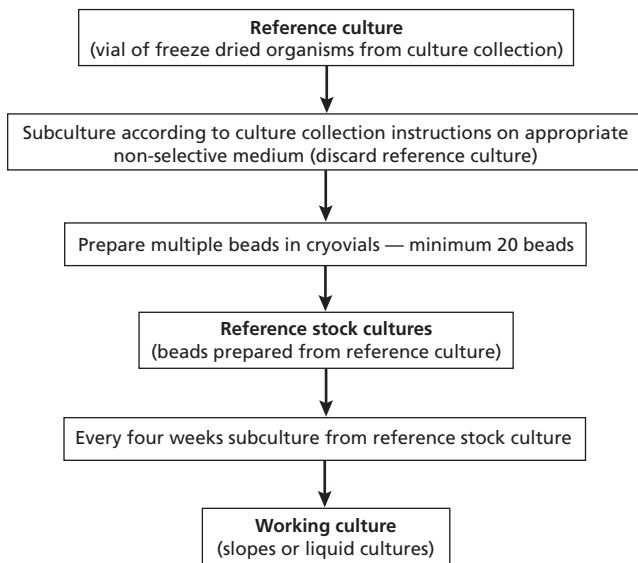 Reference culture
(vial of freeze dried organisms from culture collection)
Subculture according to culture collection instructions on appropriate
non-selective medium (discard reference culture)
Prepare multiple beads in cryovials — minimum 20 beads
Reference stock cultures
(beads prepared from reference culture)
Every four weeks subculture from reference stock culture
Working culture
(slopes or liquid cultures)